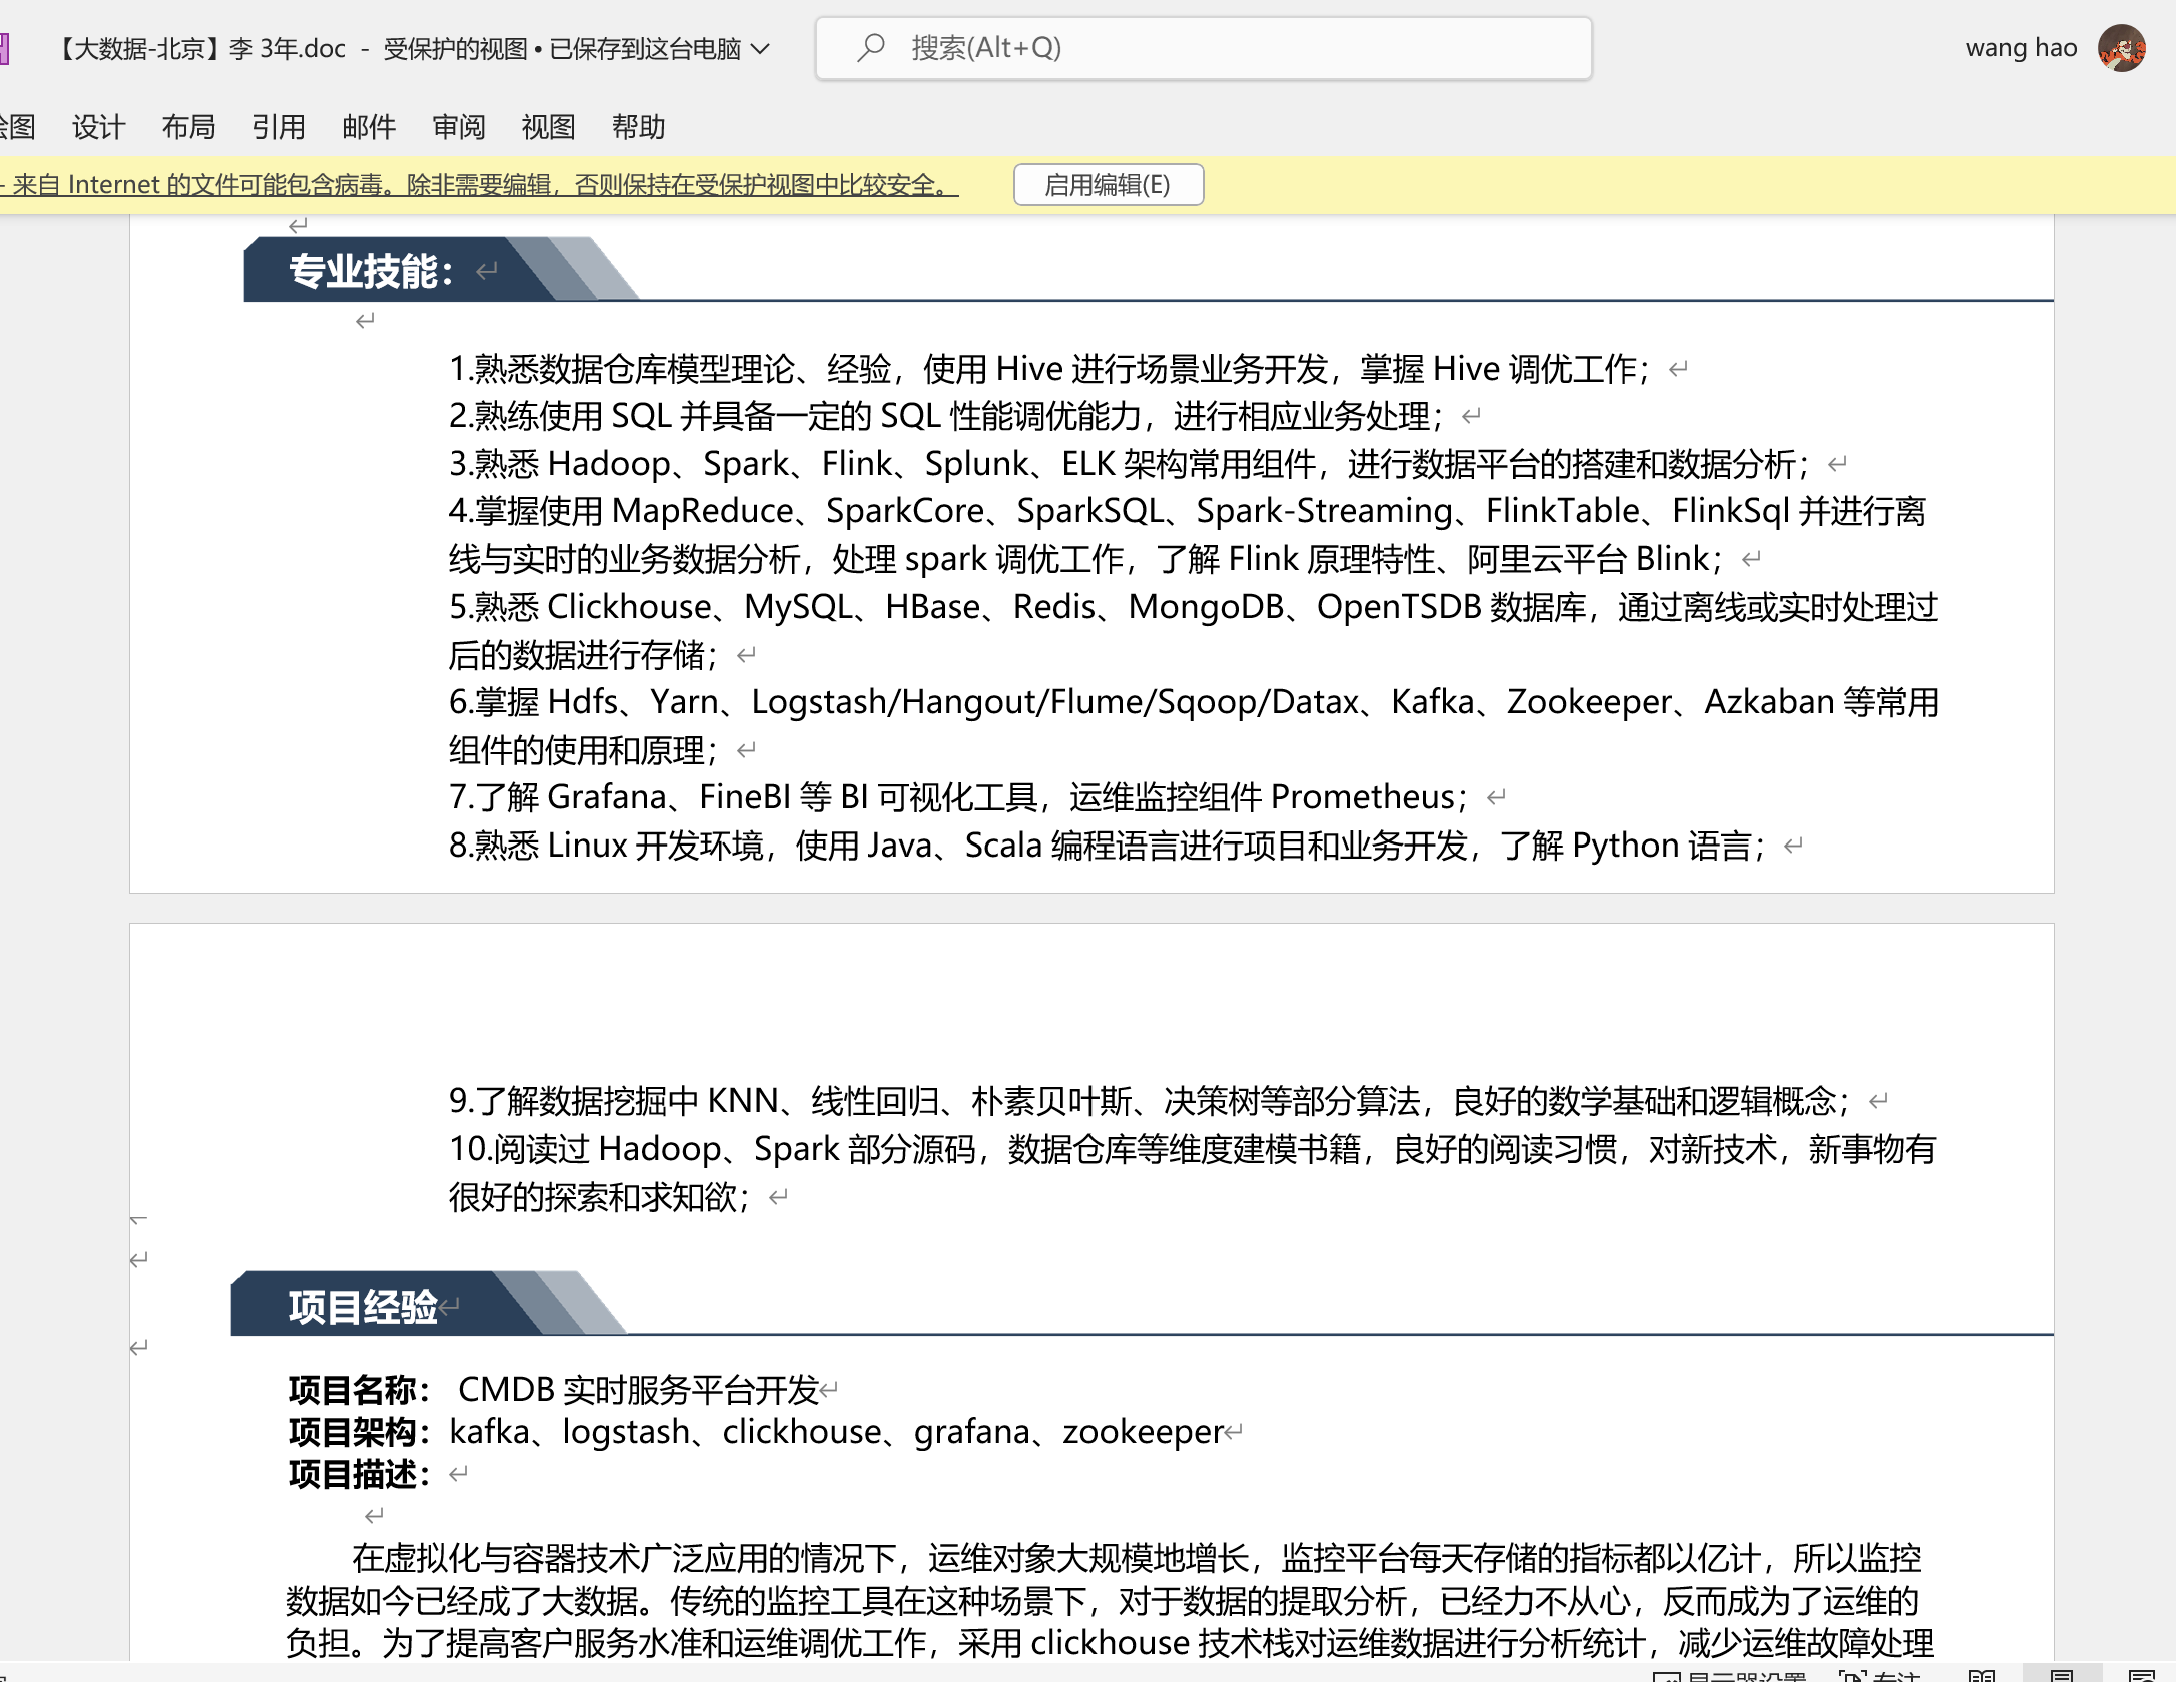 【大数据-北京】李 3年.doc - 受保护的视图 • 已保存到这台电脑
搜索(Alt+Q)
wang hao
绘图 设计 布局 引用 邮件 审阅 视图 帮助
- 来自 Internet 的文件可能包含病毒。除非需要编辑，否则保持在受保护视图中比较安全。
启用编辑(E)
专业技能：
1.熟悉数据仓库模型理论、经验，使用 Hive 进行场景业务开发，掌握 Hive 调优工作；
2.熟练使用 SQL 并具备一定的 SQL 性能调优能力，进行相应业务处理；
3.熟悉 Hadoop、Spark、Flink、Splunk、ELK 架构常用组件，进行数据平台的搭建和数据分析；
4.掌握使用 MapReduce、SparkCore、SparkSQL、Spark-Streaming、FlinkTable、FlinkSql 并进行离
线与实时的业务数据分析，处理 spark 调优工作，了解 Flink 原理特性、阿里云平台 Blink；
5.熟悉 Clickhouse、MySQL、HBase、Redis、MongoDB、OpenTSDB 数据库，通过离线或实时处理过
后的数据进行存储；
6.掌握 Hdfs、Yarn、Logstash/Hangout/Flume/Sqoop/Datax、Kafka、Zookeeper、Azkaban 等常用
组件的使用和原理；
7.了解 Grafana、FineBI 等 BI 可视化工具，运维监控组件 Prometheus；
8.熟悉 Linux 开发环境，使用 Java、Scala 编程语言进行项目和业务开发，了解 Python 语言；
9.了解数据挖掘中 KNN、线性回归、朴素贝叶斯、决策树等部分算法，良好的数学基础和逻辑概念；
10.阅读过 Hadoop、Spark 部分源码，数据仓库等维度建模书籍，良好的阅读习惯，对新技术，新事物有
很好的探索和求知欲；
项目经验
项目名称： CMDB 实时服务平台开发
项目架构：kafka、logstash、clickhouse、grafana、zookeeper
项目描述：
在虚拟化与容器技术广泛应用的情况下，运维对象大规模地增长，监控平台每天存储的指标都以亿计，所以监控
数据如今已经成了大数据。传统的监控工具在这种场景下，对于数据的提取分析，已经力不从心，反而成为了运维的
负担。为了提高客户服务水准和运维调优工作，采用 clickhouse 技术栈对运维数据进行分析统计，减少运维故障处理
显示器设置 专注